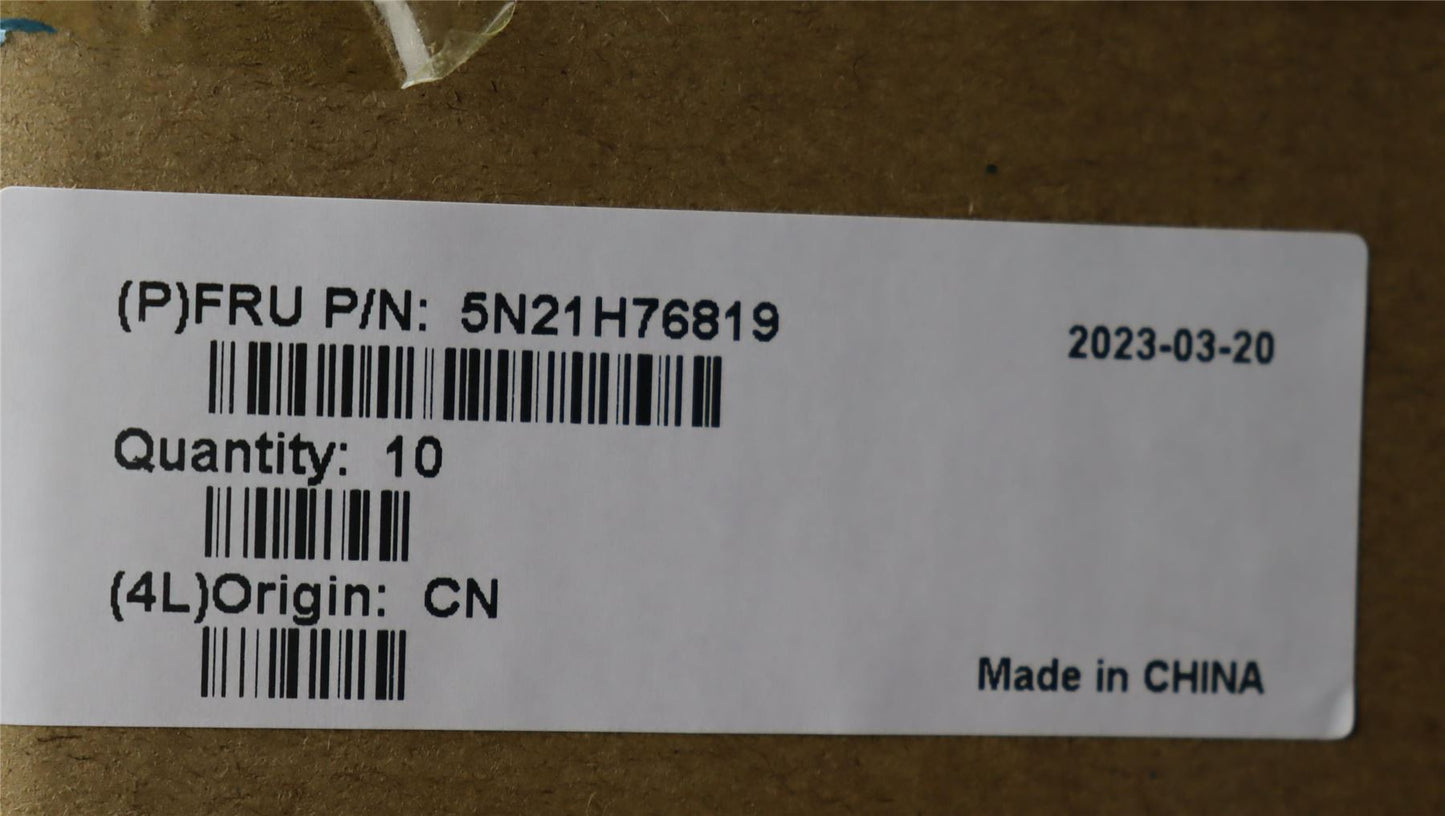 (P)FRU P/N: 5N21H76819
2023-03-20
Quantity: 10
(4L)Origin: CN
Made in CHINA